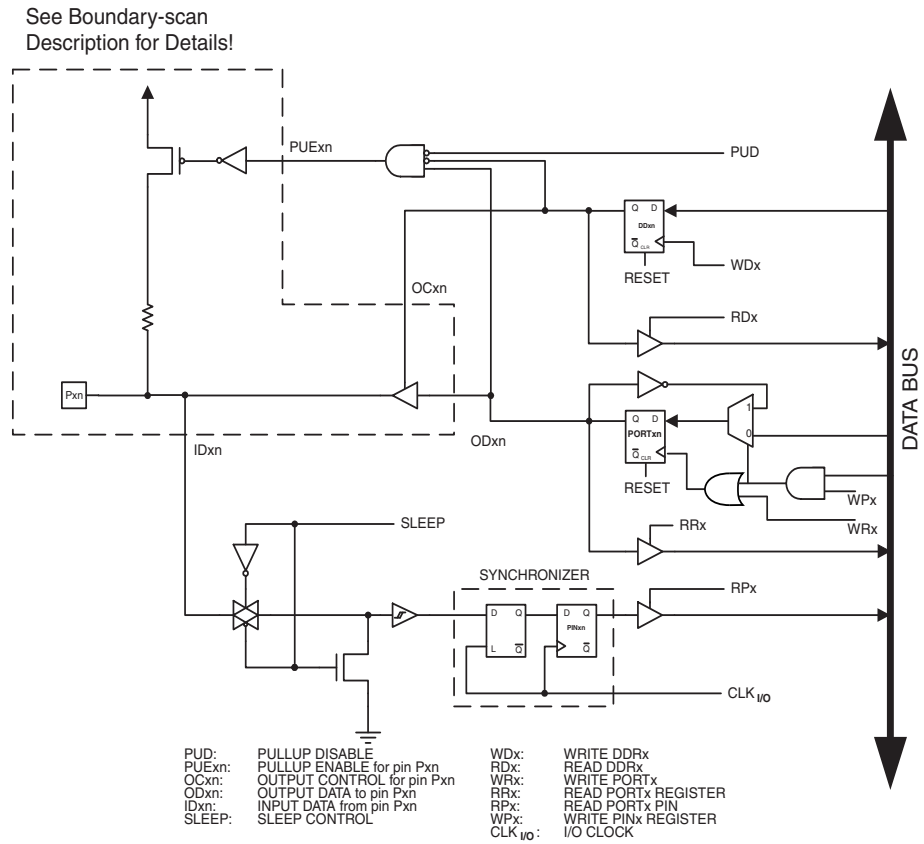 See Boundary-scan
Description for Details!
PUExn
PUD
Q D
DDxn
Q CLR
RESET
WDx
OCxn
RDx
Pxn
1
0
Q D
PORTxn
Q CLR
ODxn
IDxn
RESET
WPx
WRx
RRx
SLEEP
SYNCHRONIZER
RPx
D Q
L Q
D Q
PINxn
Q
CLK I/O
DATA BUS
PUD: PULLUP DISABLE
PUExn: PULLUP ENABLE for pin Pxn
OCxn: OUTPUT CONTROL for pin Pxn
ODxn: OUTPUT DATA to pin Pxn
IDxn: INPUT DATA from pin Pxn
SLEEP: SLEEP CONTROL
WDx: WRITE DDRx
RDx: READ DDRx
WRx: WRITE PORTx
RRx: READ PORTx REGISTER
RPx: READ PORTx PIN
WPx: WRITE PINx REGISTER
CLK I/O: I/O CLOCK